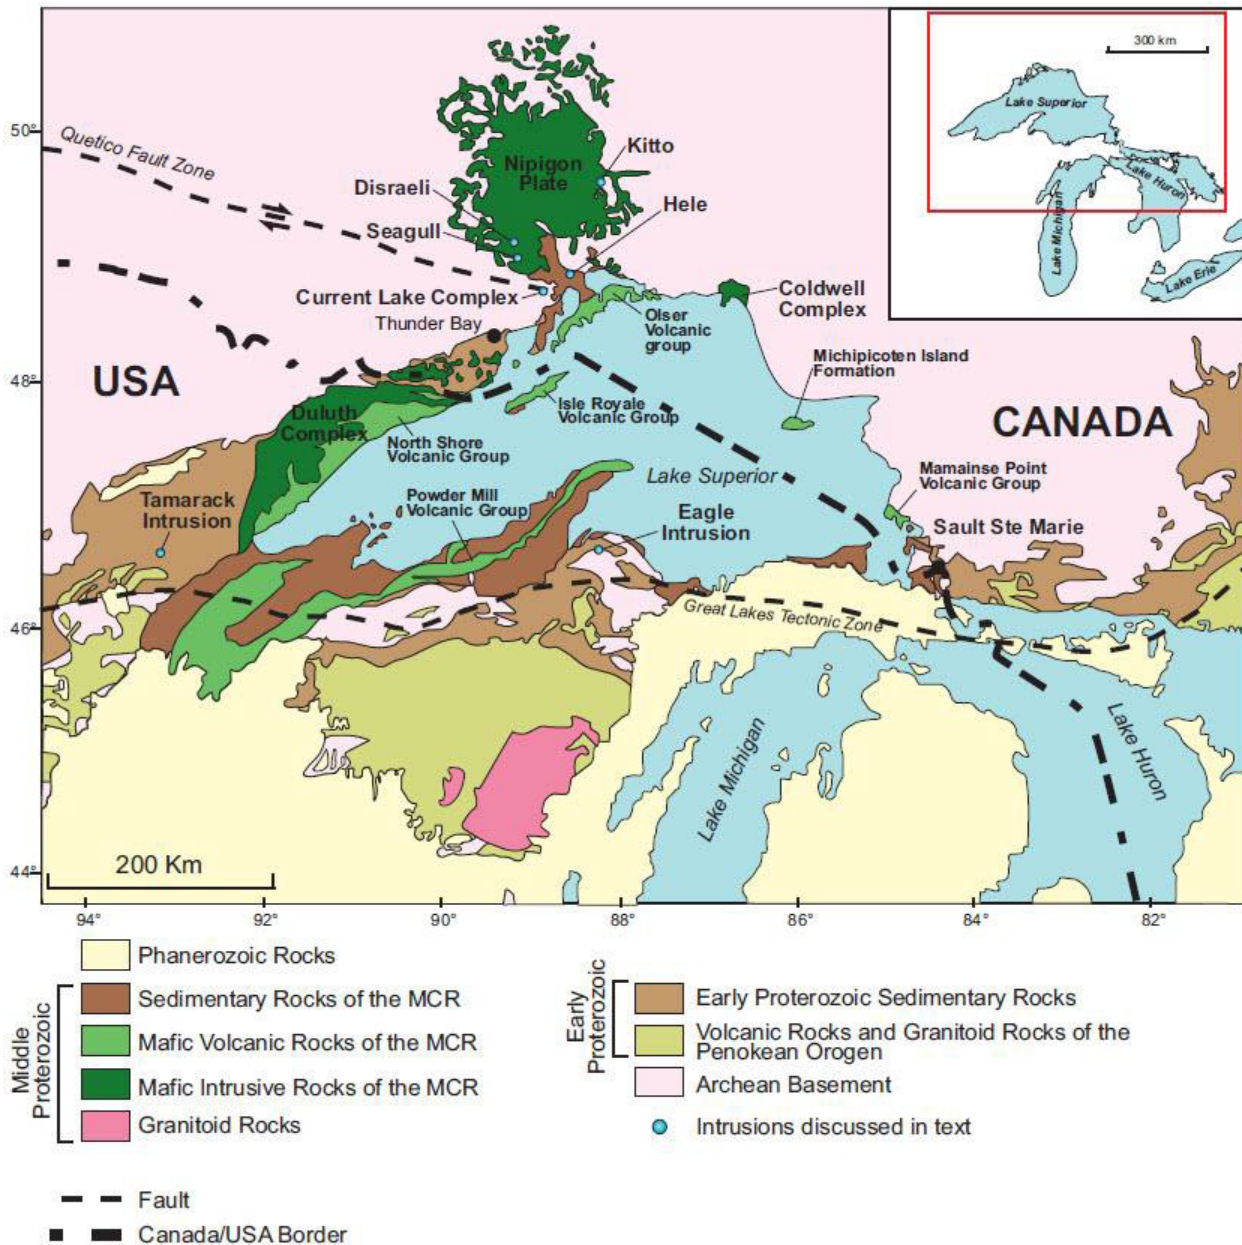 300 km
Lake Superior
Lake Huron
Lake Michigan
Lake Erie
50°
48°
46°
44°
Quetico Fault Zone
Nipigon
Plate
Kitto
Disraeli
Hele
Seagull
Current Lake Complex
Thunder Bay
Olser
Volcanic
group
Coldwell
Complex
Michipicoten Island
Formation
USA
CANADA
Duluth
Complex
Isle Royale
Volcanic Group
North Shore
Volcanic Group
Lake Superior
Mamainse Point
Volcanic Group
Powder Mill
Volcanic Group
Tamarack
Intrusion
Eagle
Intrusion
Sault Ste Marie
Great Lakes Tectonic Zone
Lake Michigan
Lake Huron
200 Km
94°
92°
90°
88°
86°
84°
82°
Phanerozoic Rocks
Middle
Proterozoic
Sedimentary Rocks of the MCR
Mafic Volcanic Rocks of the MCR
Mafic Intrusive Rocks of the MCR
Granitoid Rocks
Early
Proterozoic
Early Proterozoic Sedimentary Rocks
Volcanic Rocks and Granitoid Rocks of the
Penokean Orogen
Archean Basement
Intrusions discussed in text
Fault
Canada/USA Border